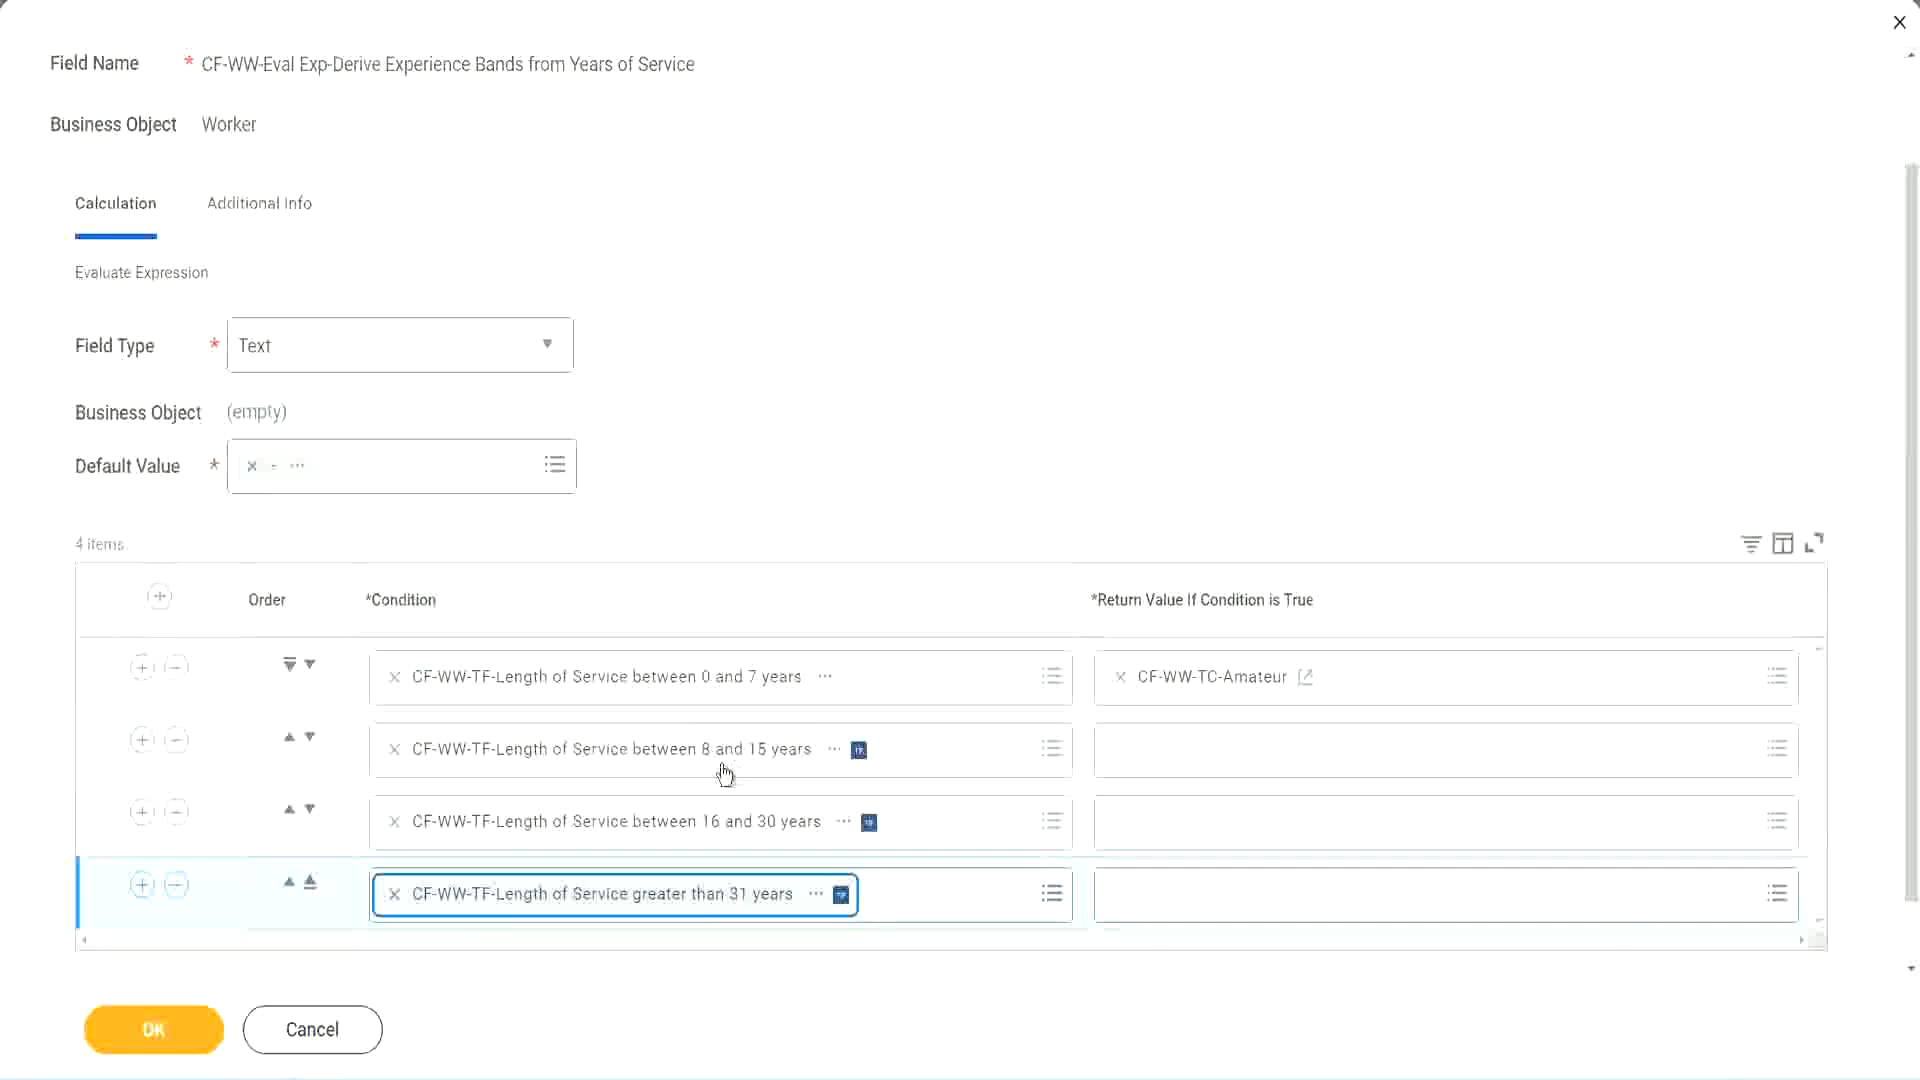 Field Name * CF-WW-Eval Exp-Derive Experience Bands from Years of Service
Business Object Worker
Calculation Additional Info
Evaluate Expression
Field Type * Text
Business Object (empty)
Default Value * × - ...
4 items
Order *Condition *Return Value If Condition is True
CF-WW-TF-Length of Service between 0 and 7 years ... CF-WW-TC-Amateur
CF-WW-TF-Length of Service between 8 and 15 years ...
CF-WW-TF-Length of Service between 16 and 30 years ...
CF-WW-TF-Length of Service greater than 31 years ...
OK Cancel